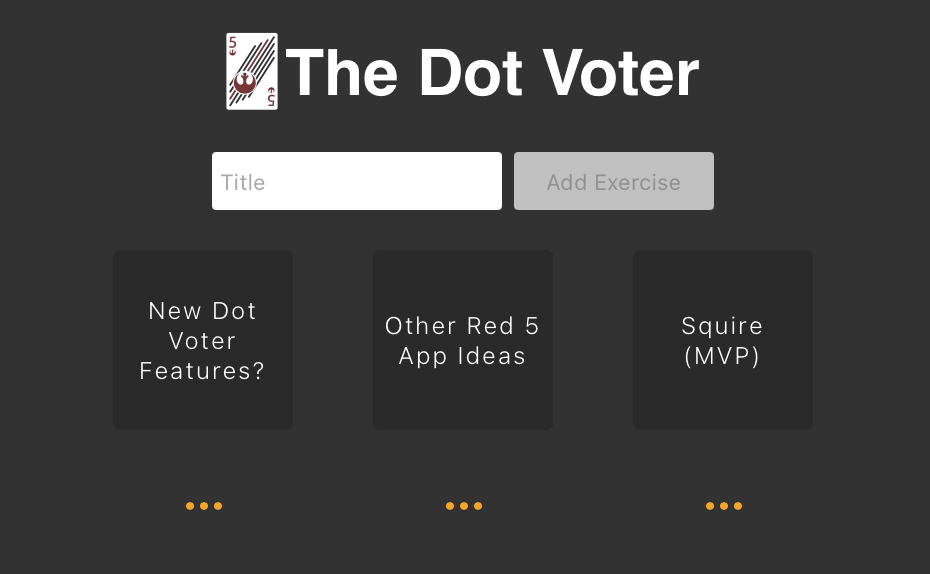 5
The Dot Voter
5
Title
Add Exercise
New Dot
Voter
Features?
Other Red 5
App Ideas
Squire
(MVP)